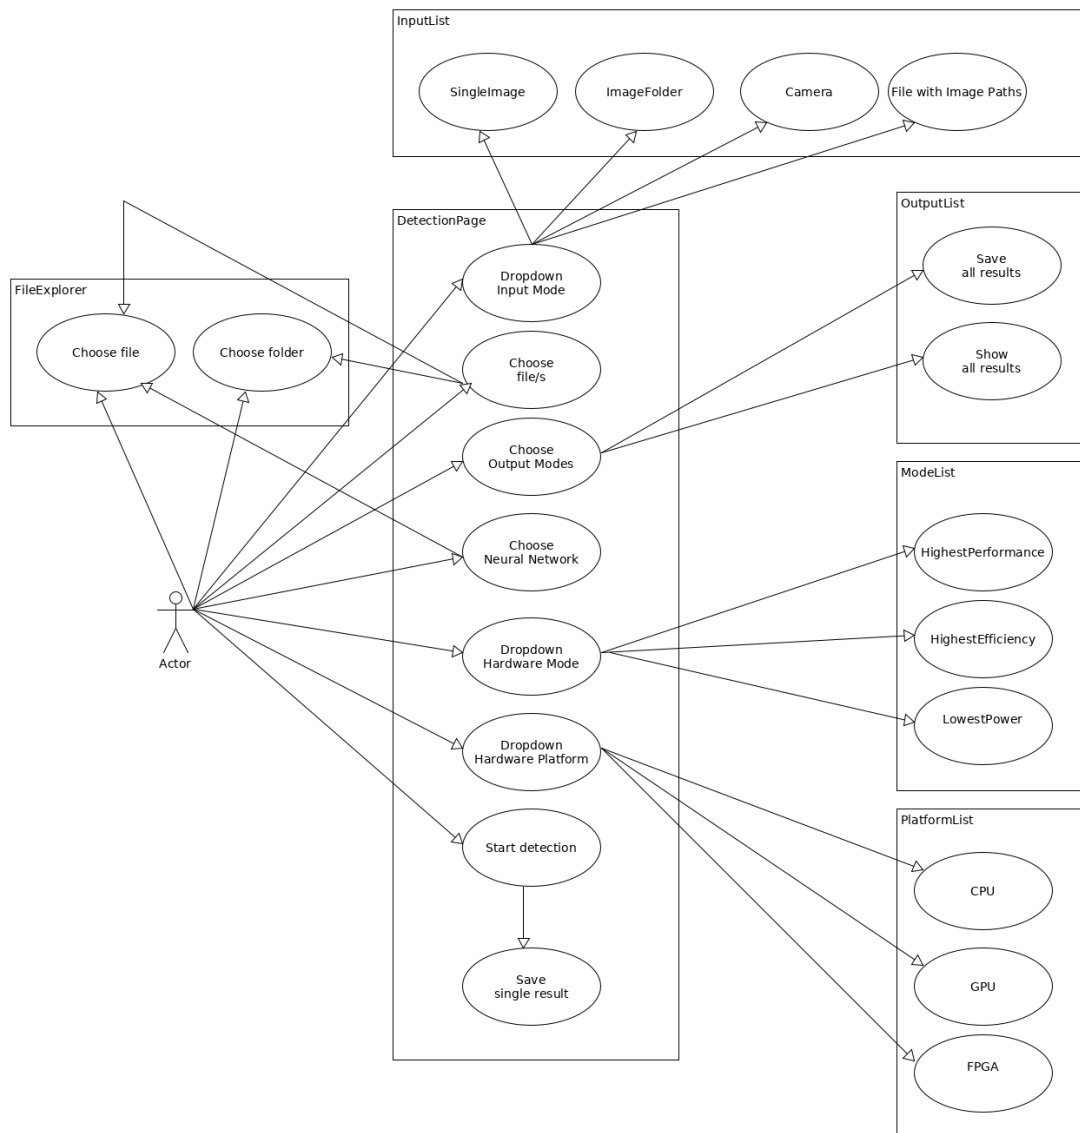 InputList
SingleImage
ImageFolder
Camera
File with Image Paths
OutputList
Save
all results
Show
all results
DetectionPage
Dropdown
Input Mode
Choose
file/s
Choose
Output Modes
Choose
Neural Network
Dropdown
Hardware Mode
Dropdown
Hardware Platform
Start detection
Save
single result
FileExplorer
Choose file
Choose folder
Actor
ModeList
HighestPerformance
HighestEfficiency
LowestPower
PlatformList
CPU
GPU
FPGA